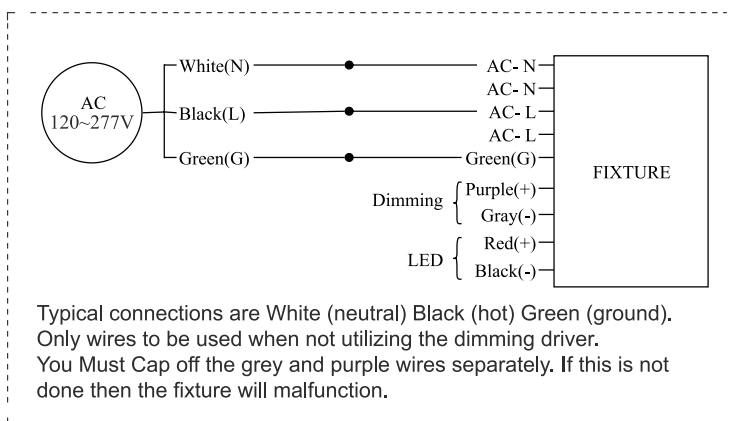 White(N)
AC- N
AC- N
AC
120~277V
Black(L)
AC- L
AC- L
Green(G)
Green(G)
FIXTURE
Dimming
Purple(+)
Gray(-)
LED
Red(+)
Black(-)
Typical connections are White (neutral) Black (hot) Green (ground).
Only wires to be used when not utilizing the dimming driver.
You Must Cap off the grey and purple wires separately. If this is not
done then the fixture will malfunction.